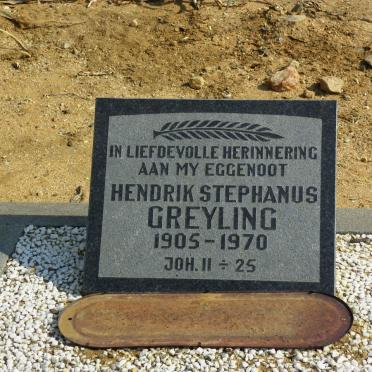 IN LIEFDEVOLLE HERINNERING
AAN MY EGGENOOT
HENDRIK STEPHANUS
GREYLING
1905 - 1970
JOH. 11 ÷ 25